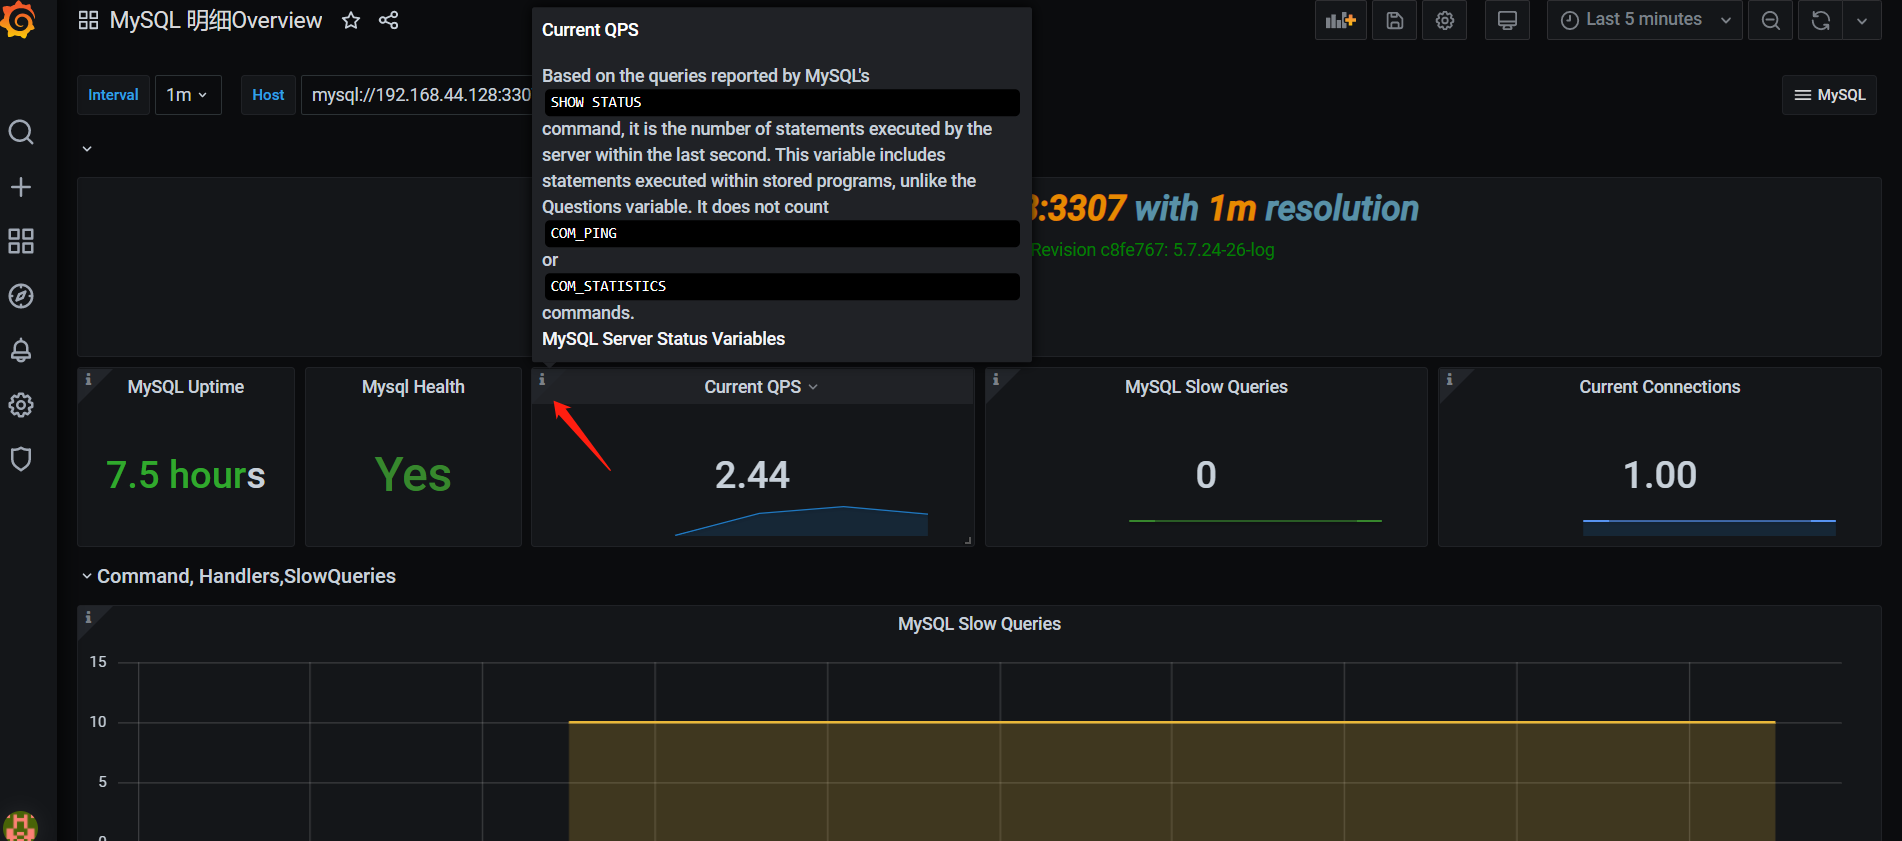 MySQL 明细Overview
Last 5 minutes
Interval
1m
Host
mysql://192.168.44.128:330
MySQL
Current QPS
Based on the queries reported by MySQL's
SHOW STATUS
command, it is the number of statements executed by the
server within the last second. This variable includes
statements executed within stored programs, unlike the
Questions variable. It does not count
COM_PING
or
COM_STATISTICS
commands.
MySQL Server Status Variables
:3307 with 1m resolution
Revision c8fe767: 5.7.24-26-log
MySQL Uptime
7.5 hours
Mysql Health
Yes
Current QPS
2.44
MySQL Slow Queries
0
Current Connections
1.00
Command, Handlers,SlowQueries
MySQL Slow Queries
15
10
5
0